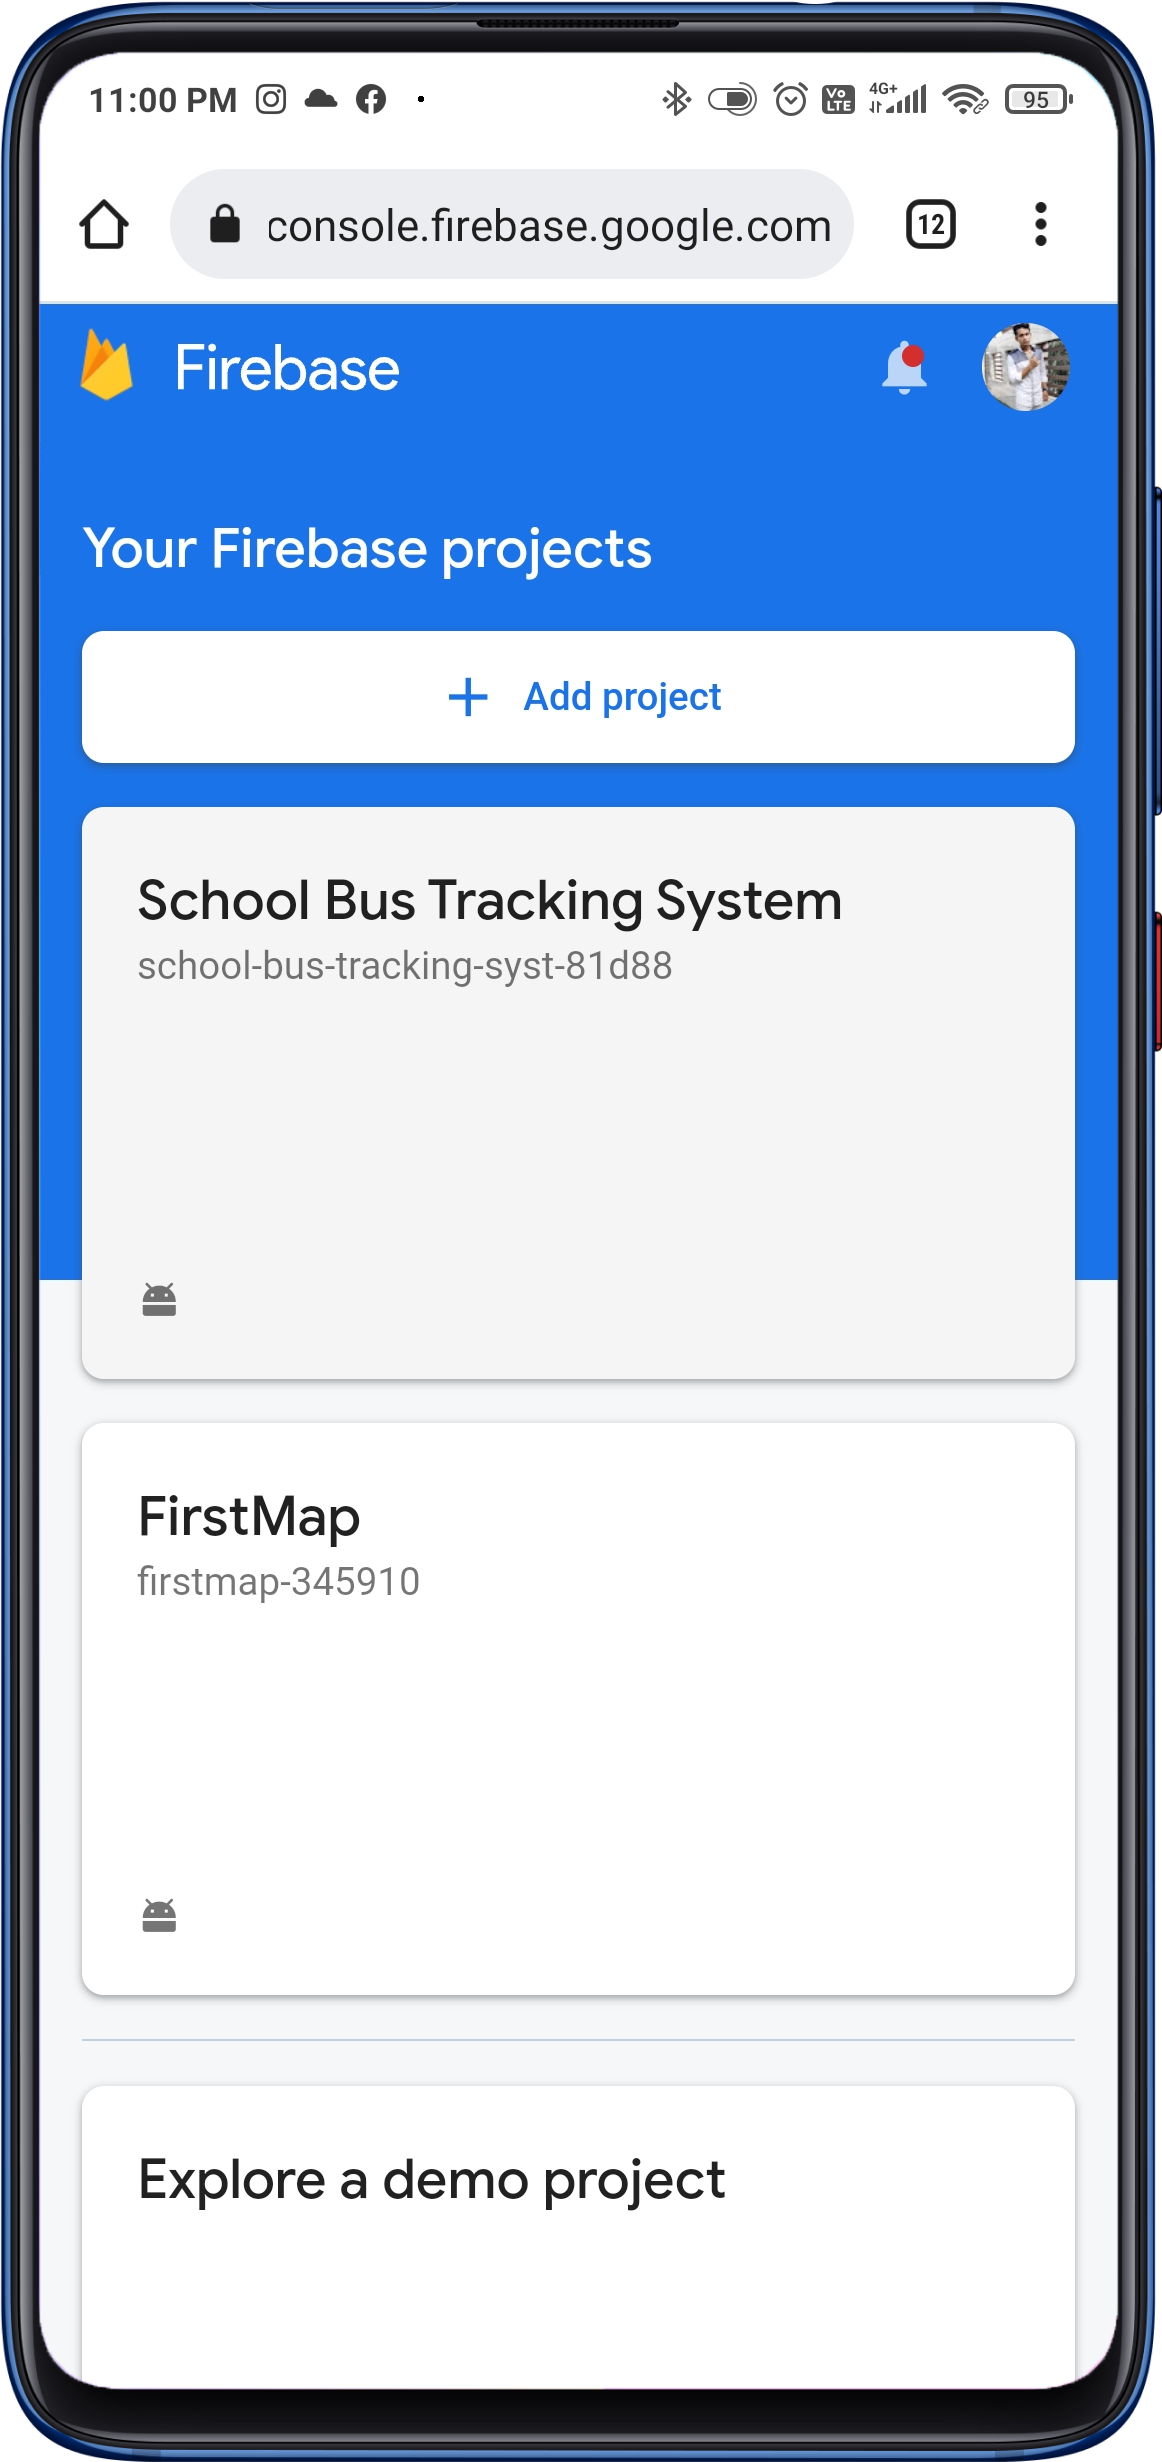 11:00 PM
Vo LTE 4G+ 95
console.firebase.google.com 12
Firebase
Your Firebase projects
+ Add project
School Bus Tracking System
school-bus-tracking-syst-81d88
FirstMap
firstmap-345910
Explore a demo project